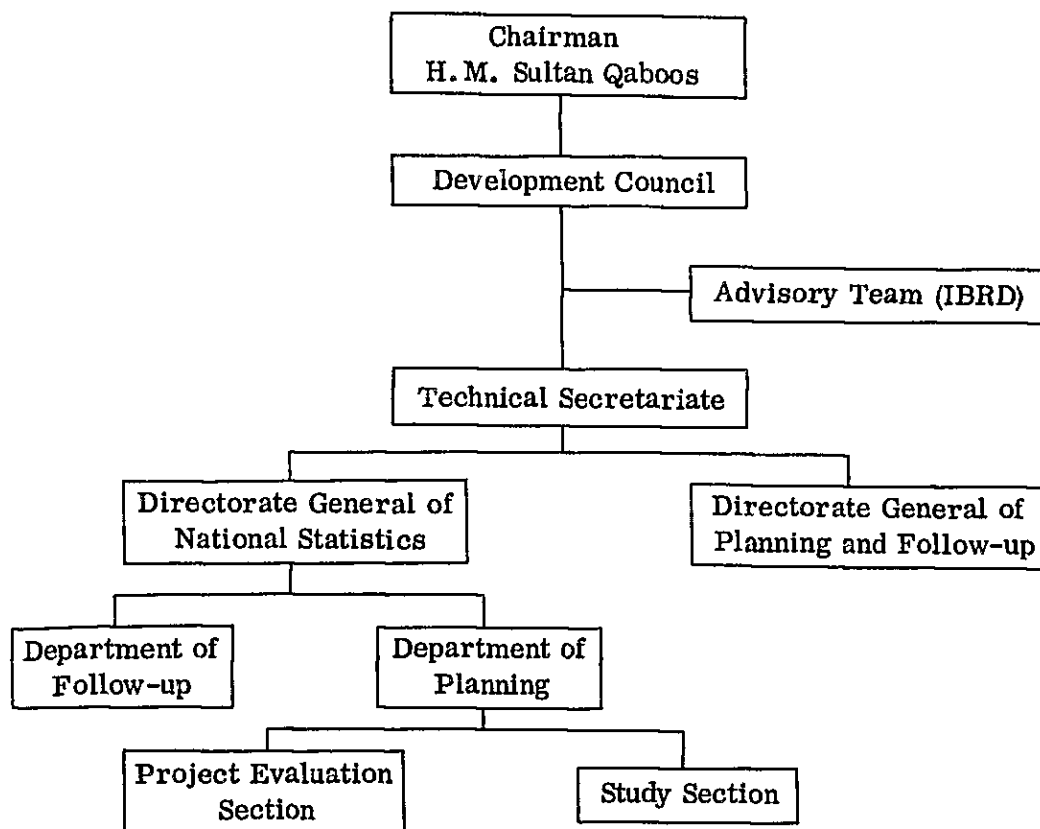 Chairman
H.M. Sultan Qaboos
Development Council
Advisory Team (IBRD)
Technical Secretariate
Directorate General of
National Statistics
Directorate General of
Planning and Follow-up
Department of
Follow-up
Department of
Planning
Project Evaluation
Section
Study Section